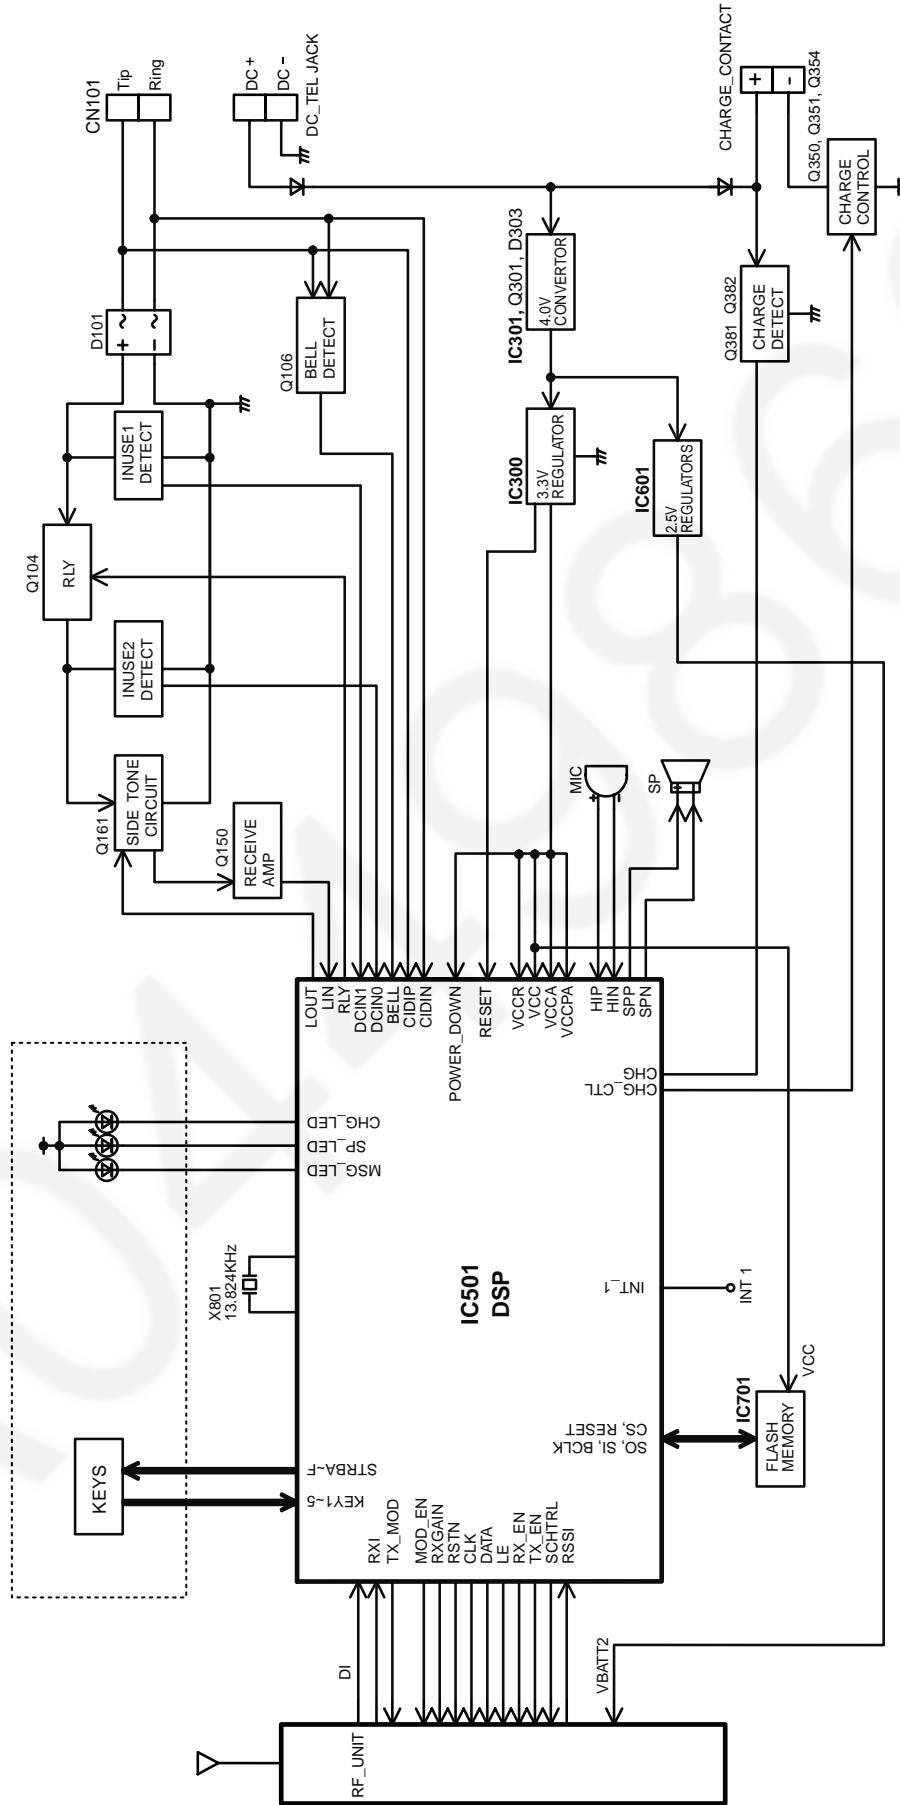 CN101
Tip
Ring
DC +
DC -
DC_TEL JACK
CHARGE_CONTACT
+
-
Q350, Q351, Q354
CHARGE
CONTROL
D101
+
-
~
~
Q106
BELL
DETECT
INUSE1
DETECT
Q104
RLY
INUSE2
DETECT
Q161
SIDE TONE
CIRCUIT
Q150
RECEIVE
AMP
IC301, Q301, D303
4.0V
CONVERTOR
IC300
3.3V
REGULATOR
IC601
2.5V
REGULATORS
Q381 Q382
CHARGE
DETECT
MIC
+
-
SP
+
-
LOUT
LIN
RLY
DCIN1
DCIN0
BELL
CIDIP
CIDIN
POWER_DOWN
RESET
VCCR
VCC
VCCA
VCCPA
HIP
HIN
SPP
SPN
CHG
CHG_CTL
CHG_LED
SP_LED
MSG_LED
X801
13.824KHz
IC501
DSP
INT_1
INT 1
KEYS
STRBA~F
KEY1~5
SO, SI, BCLK
CS, RESET
IC701
FLASH
MEMORY
VCC
RXI
TX_MOD
MOD_EN
RXGAIN
RSTN
CLK
DATA
LE
RX_EN
TX_EN
SCHTRL
RSSI
DI
VBATT2
RF_UNIT